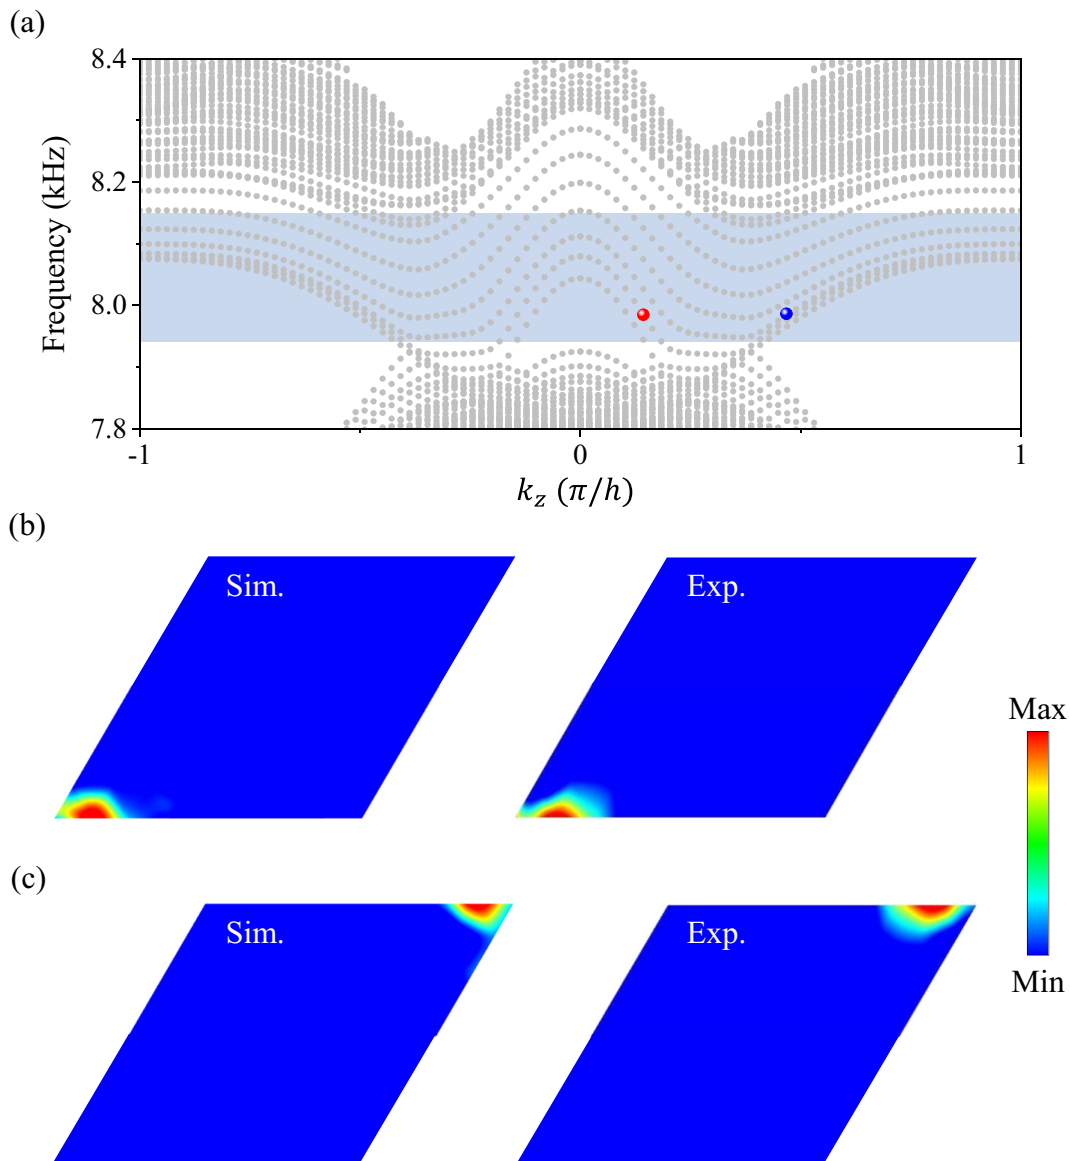 (a)
8.4
8.2
8.0
7.8
Frequency (kHz)
-1
0
1
k_z (π/h)
(b)
Sim.
Exp.
Max
Min
(c)
Sim.
Exp.